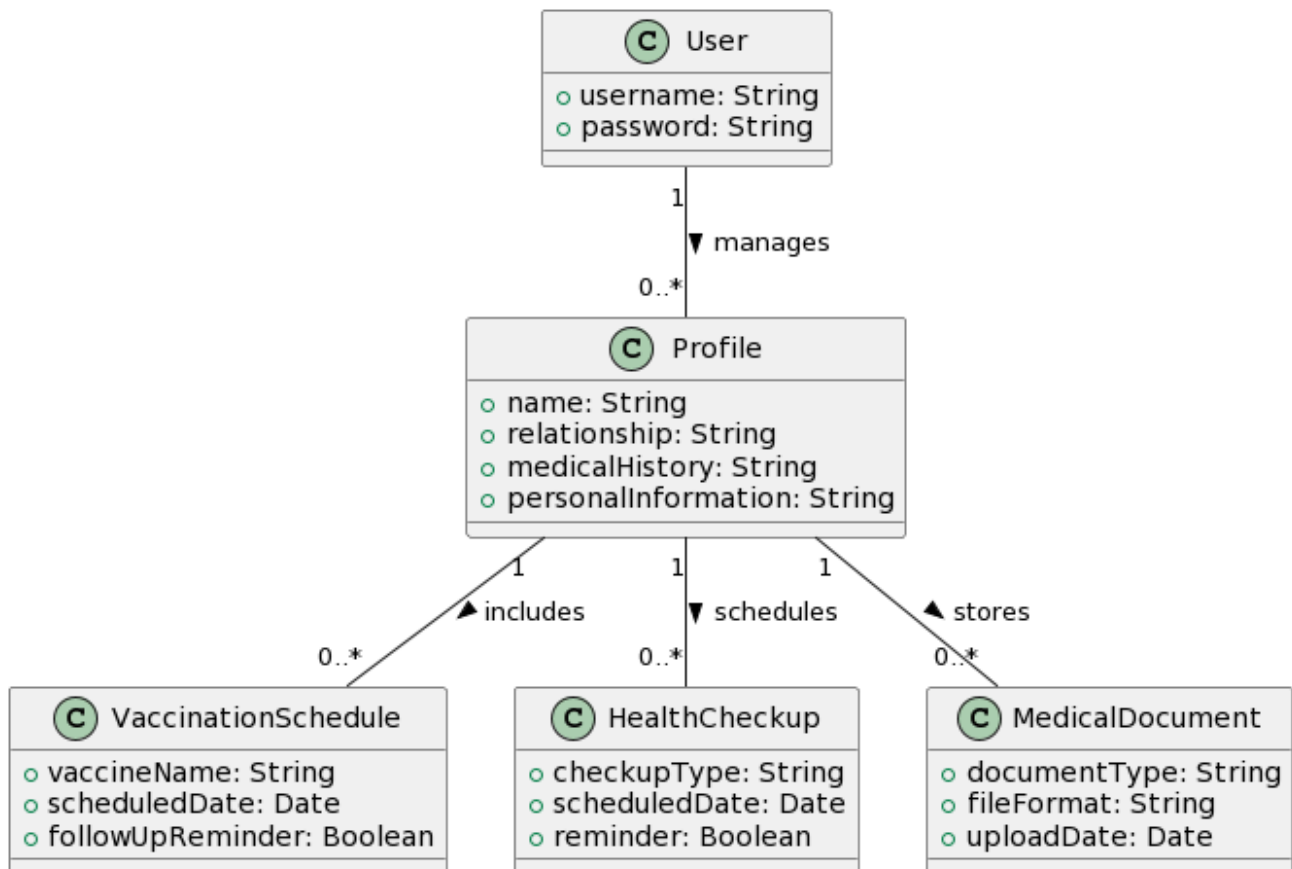 C User
username: String
password: String
1
manages
0..*
C Profile
name: String
relationship: String
medicalHistory: String
personalInformation: String
1
1
1
includes
schedules
stores
0..*
0..*
0..*
C VaccinationSchedule
vaccineName: String
scheduledDate: Date
followUpReminder: Boolean
C HealthCheckup
checkupType: String
scheduledDate: Date
reminder: Boolean
C MedicalDocument
documentType: String
fileFormat: String
uploadDate: Date